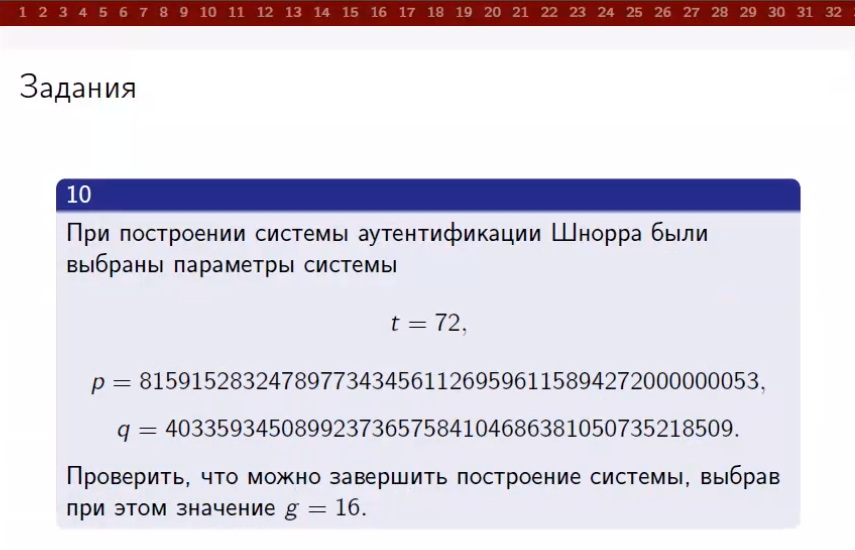 1 2 3 4 5 6 7 8 9 10 11 12 13 14 15 16 17 18 19 20 21 22 23 24 25 26 27 28 29 30 31 32
Задания
10
При построении системы аутентификации Шнорра были
выбраны параметры системы
t = 72,
p = 815915283247897734345611269596115894272000000053,
q = 40335934508992373657584104686381050735218509.
Проверить, что можно завершить построение системы, выбрав
при этом значение g = 16.